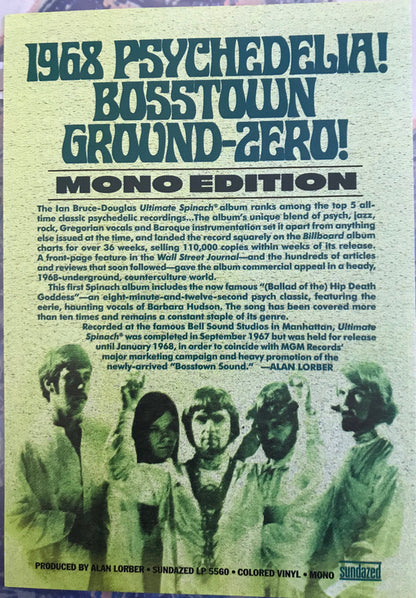 1968 PSYCHEDELIA!
BOSSTOWN
GROUND-ZERO!
MONO EDITION
The Ian Bruce-Douglas Ultimate Spinach® album ranks among the top 5 all-
time classic psychedelic recordings...The album's unique blend of psych, jazz,
rock, Gregorian vocals and Baroque instrumentation set it apart from anything
else issued at the time, and landed the record squarely on the Billboard album
charts for over 36 weeks, selling 110,000 copies within weeks of its release.
A front-page feature in the Wall Street Journal—and the hundreds of articles
and reviews that soon followed—gave the album commercial appeal in a heady,
1968-underground, counterculture world.
This first Spinach album includes the now famous "(Ballad of the) Hip Death
Goddess"—an eight-minute-and-twelve-second psych classic, featuring the
eerie, haunting vocals of Barbara Hudson. The song has been covered more
than ten times and remains a constant staple of its genre.
Recorded at the famous Bell Sound Studios in Manhattan, Ultimate
Spinach® was completed in September 1967 but was held for release
until January 1968, in order to coincide with MGM Records'
major marketing campaign and heavy promotion of the
newly-arrived "Bosstown Sound." —ALAN LORBER
PRODUCED BY ALAN LORBER • SUNDAZED LP 5560 • COLORED VINYL • MONO
sundazed